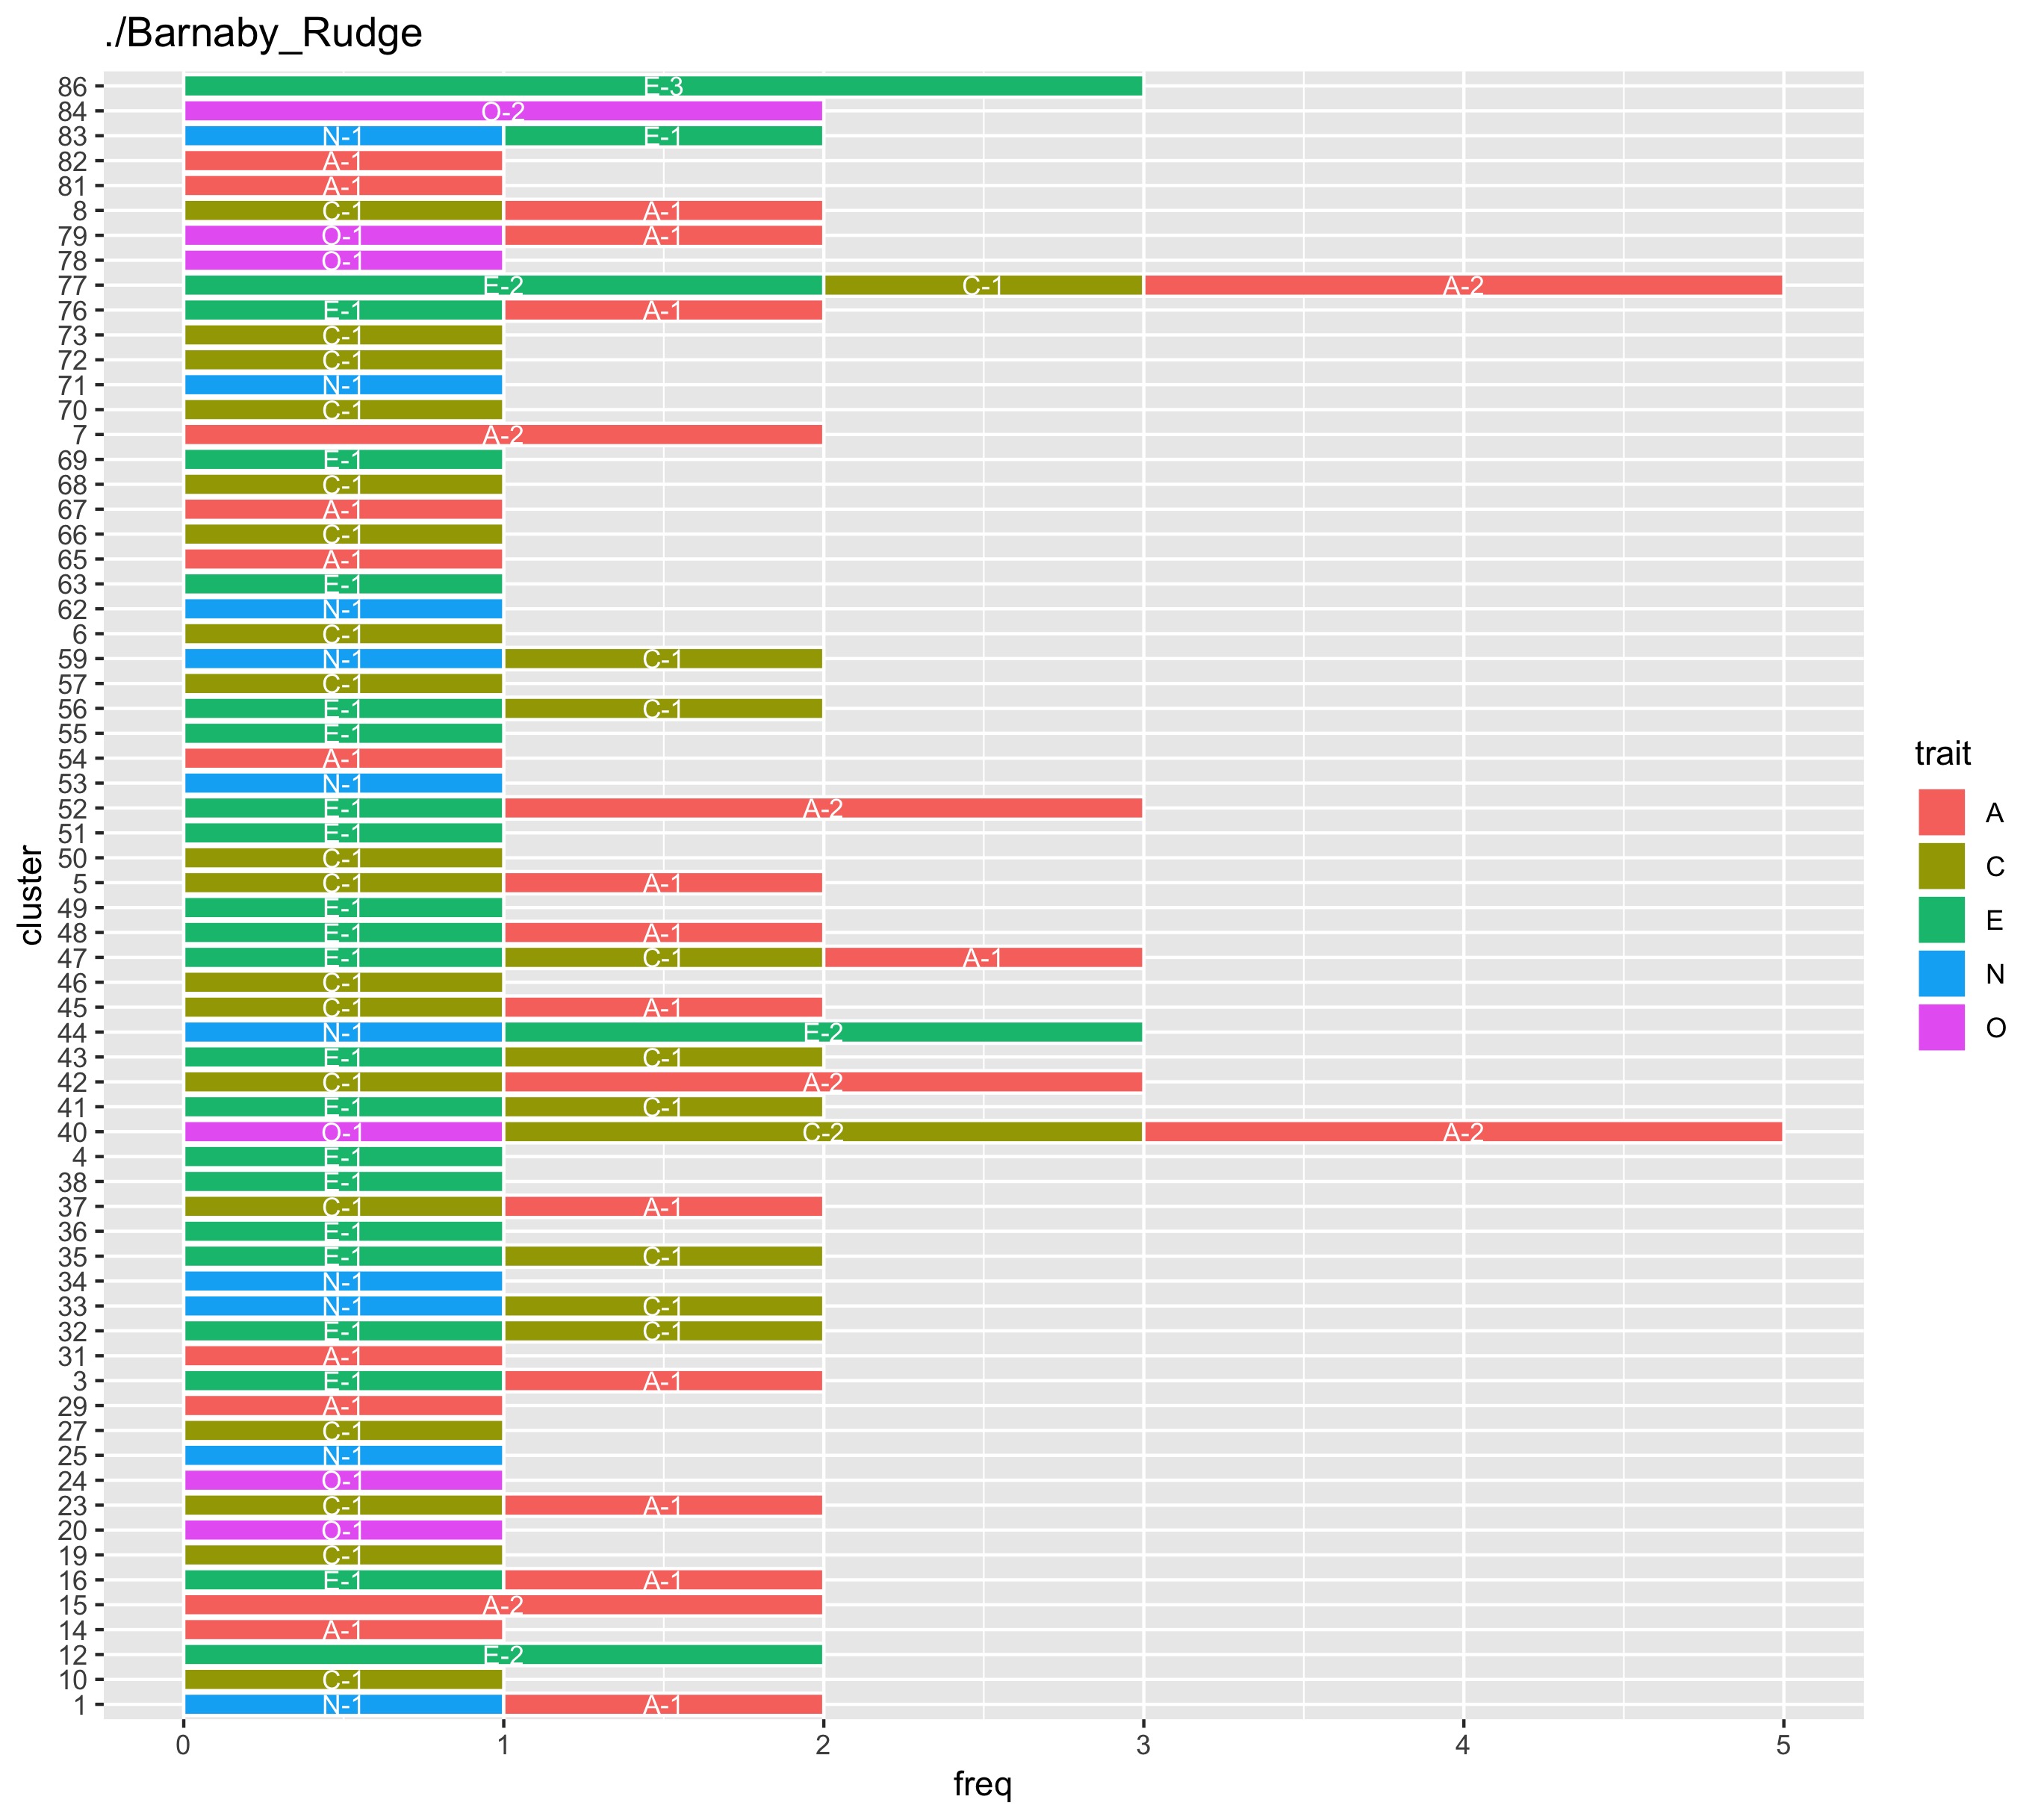 ./Barnaby_Rudge
86 E-3
84 O-2
83 N-1 E-1
82 A-1
81 A-1
8 C-1 A-1
79 O-1 A-1
78 O-1
77 E-2 C-1 A-2
76 E-1 A-1
73 C-1
72 C-1
71 N-1
70 C-1
7 A-2
69 E-1
68 C-1
67 A-1
66 C-1
65 A-1
63 E-1
62 N-1
6 C-1
59 N-1 C-1
57 C-1
56 E-1 C-1
55 E-1
54 A-1
53 N-1
52 E-1 A-2
51 E-1
50 C-1
5 C-1 A-1
49 E-1
48 E-1 A-1
47 E-1 C-1 A-1
46 C-1
45 C-1 A-1
44 N-1 E-2
43 E-1 C-1
42 C-1 A-2
41 E-1 C-1
40 O-1 C-2 A-2
4 E-1
38 E-1
37 C-1 A-1
36 E-1
35 E-1 C-1
34 N-1
33 N-1 C-1
32 E-1 C-1
31 A-1
3 E-1 A-1
29 A-1
27 C-1
25 N-1
24 O-1
23 C-1 A-1
20 O-1
19 C-1
16 E-1 A-1
15 A-2
14 A-1
12 E-2
10 C-1
1 N-1 A-1
0 1 2 3 4 5
freq
cluster
trait
A
C
E
N
O